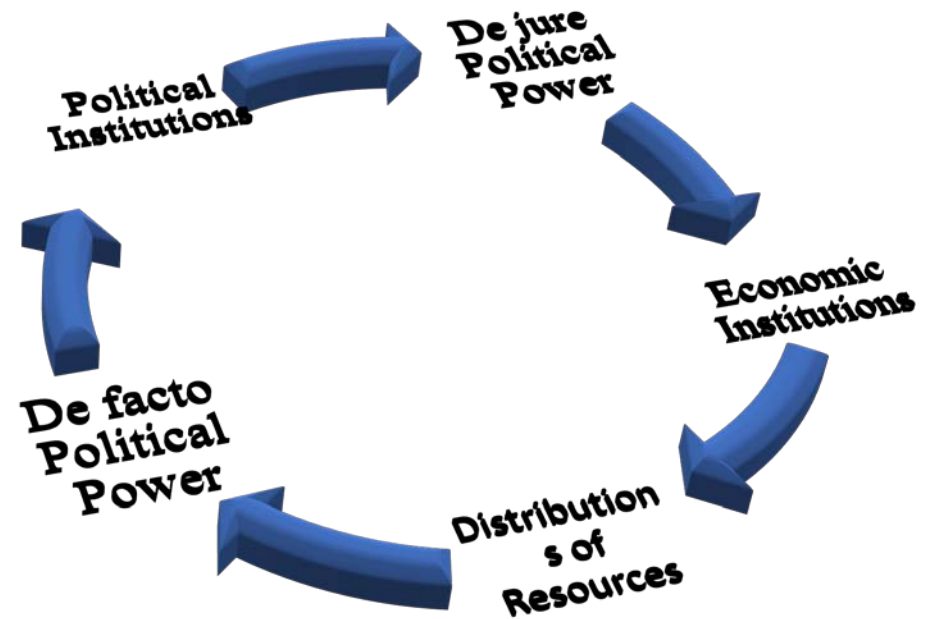 Political
Institutions
De jure
Political
Power
Economic
Institutions
Distribution
s of
Resources
De facto
Political
Power